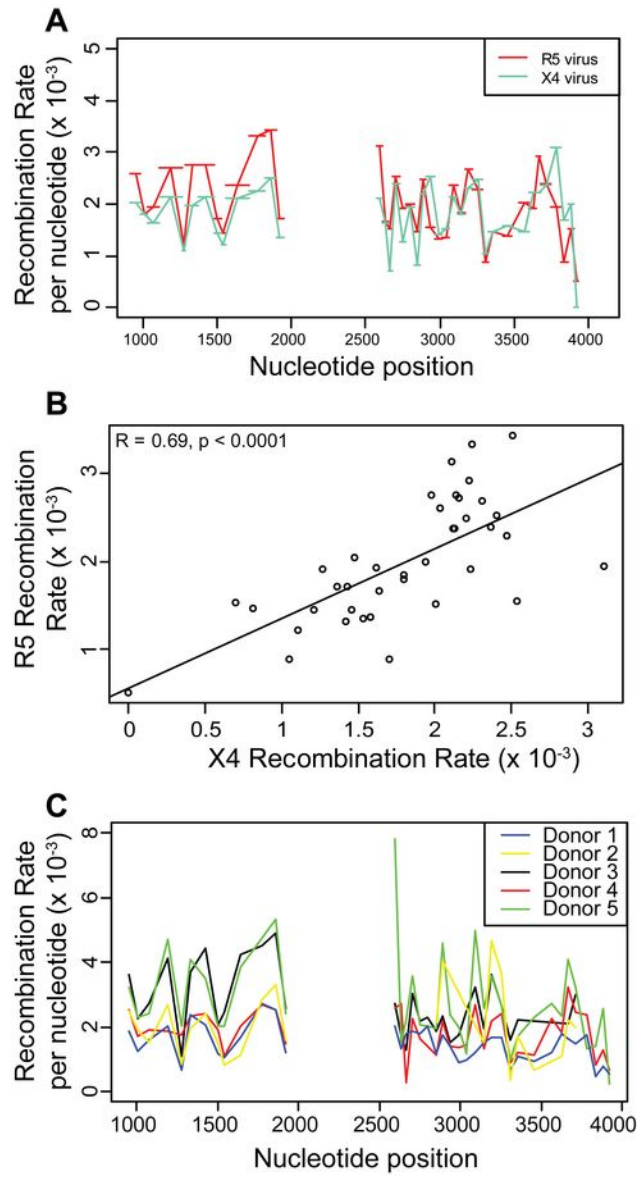 A
Recombination Rate
per nucleotide (x 10⁻³)
5
4
3
2
1
0
R5 virus
X4 virus
1000 1500 2000 2500 3000 3500 4000
Nucleotide position
B
R = 0.69, p < 0.0001
R5 Recombination
Rate (x 10⁻³)
3
2
1
0 0.5 1 1.5 2 2.5 3
X4 Recombination Rate (x 10⁻³)
C
Recombination Rate
per nucleotide (x 10⁻³)
8
6
4
2
0
Donor 1
Donor 2
Donor 3
Donor 4
Donor 5
1000 1500 2000 2500 3000 3500 4000
Nucleotide position